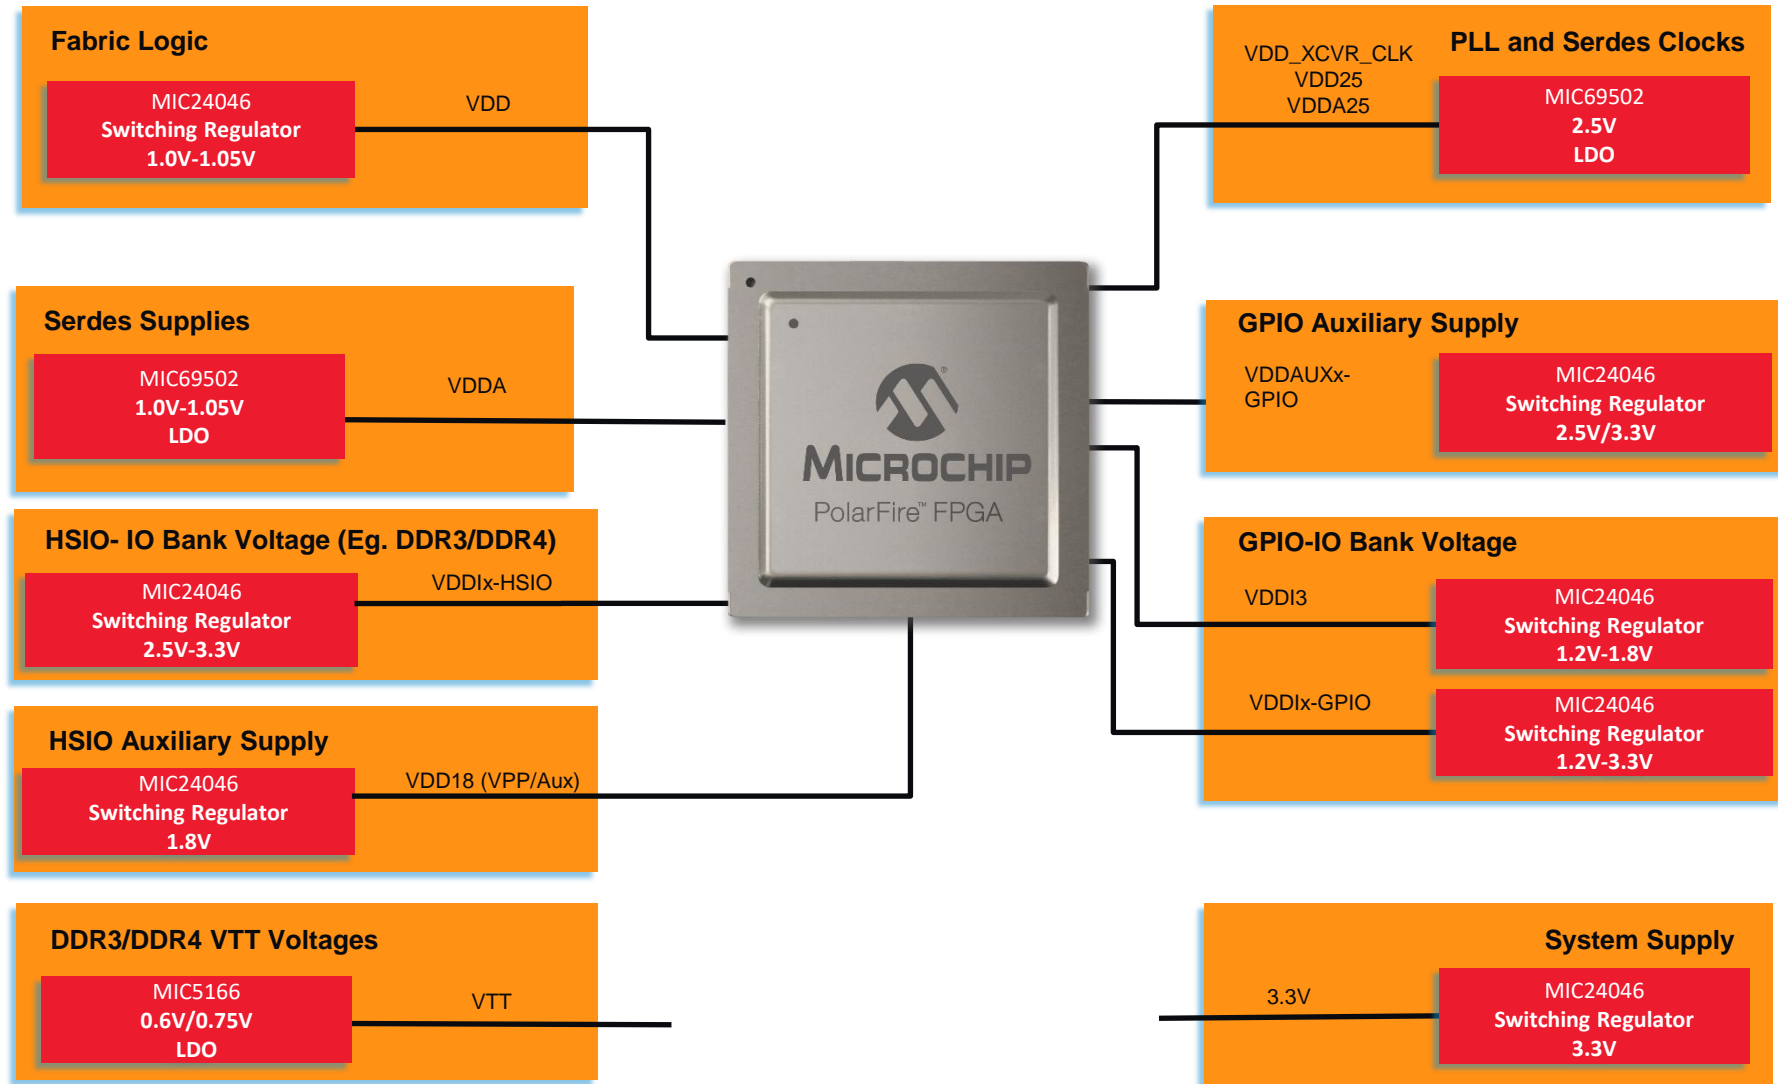 Fabric Logic
MIC24046
Switching Regulator
1.0V-1.05V
VDD
Serdes Supplies
MIC69502
1.0V-1.05V
LDO
VDDA
HSIO- IO Bank Voltage (Eg. DDR3/DDR4)
MIC24046
Switching Regulator
2.5V-3.3V
VDDIx-HSIO
HSIO Auxiliary Supply
MIC24046
Switching Regulator
1.8V
VDD18 (VPP/Aux)
DDR3/DDR4 VTT Voltages
MIC5166
0.6V/0.75V
LDO
VTT
®
MICROCHIP
PolarFire™ FPGA
PLL and Serdes Clocks
VDD_XCVR_CLK
VDD25
VDDA25
MIC69502
2.5V
LDO
GPIO Auxiliary Supply
VDDAUXx-
GPIO
MIC24046
Switching Regulator
2.5V/3.3V
GPIO-IO Bank Voltage
VDDI3
MIC24046
Switching Regulator
1.2V-1.8V
VDDIx-GPIO
MIC24046
Switching Regulator
1.2V-3.3V
System Supply
3.3V
MIC24046
Switching Regulator
3.3V